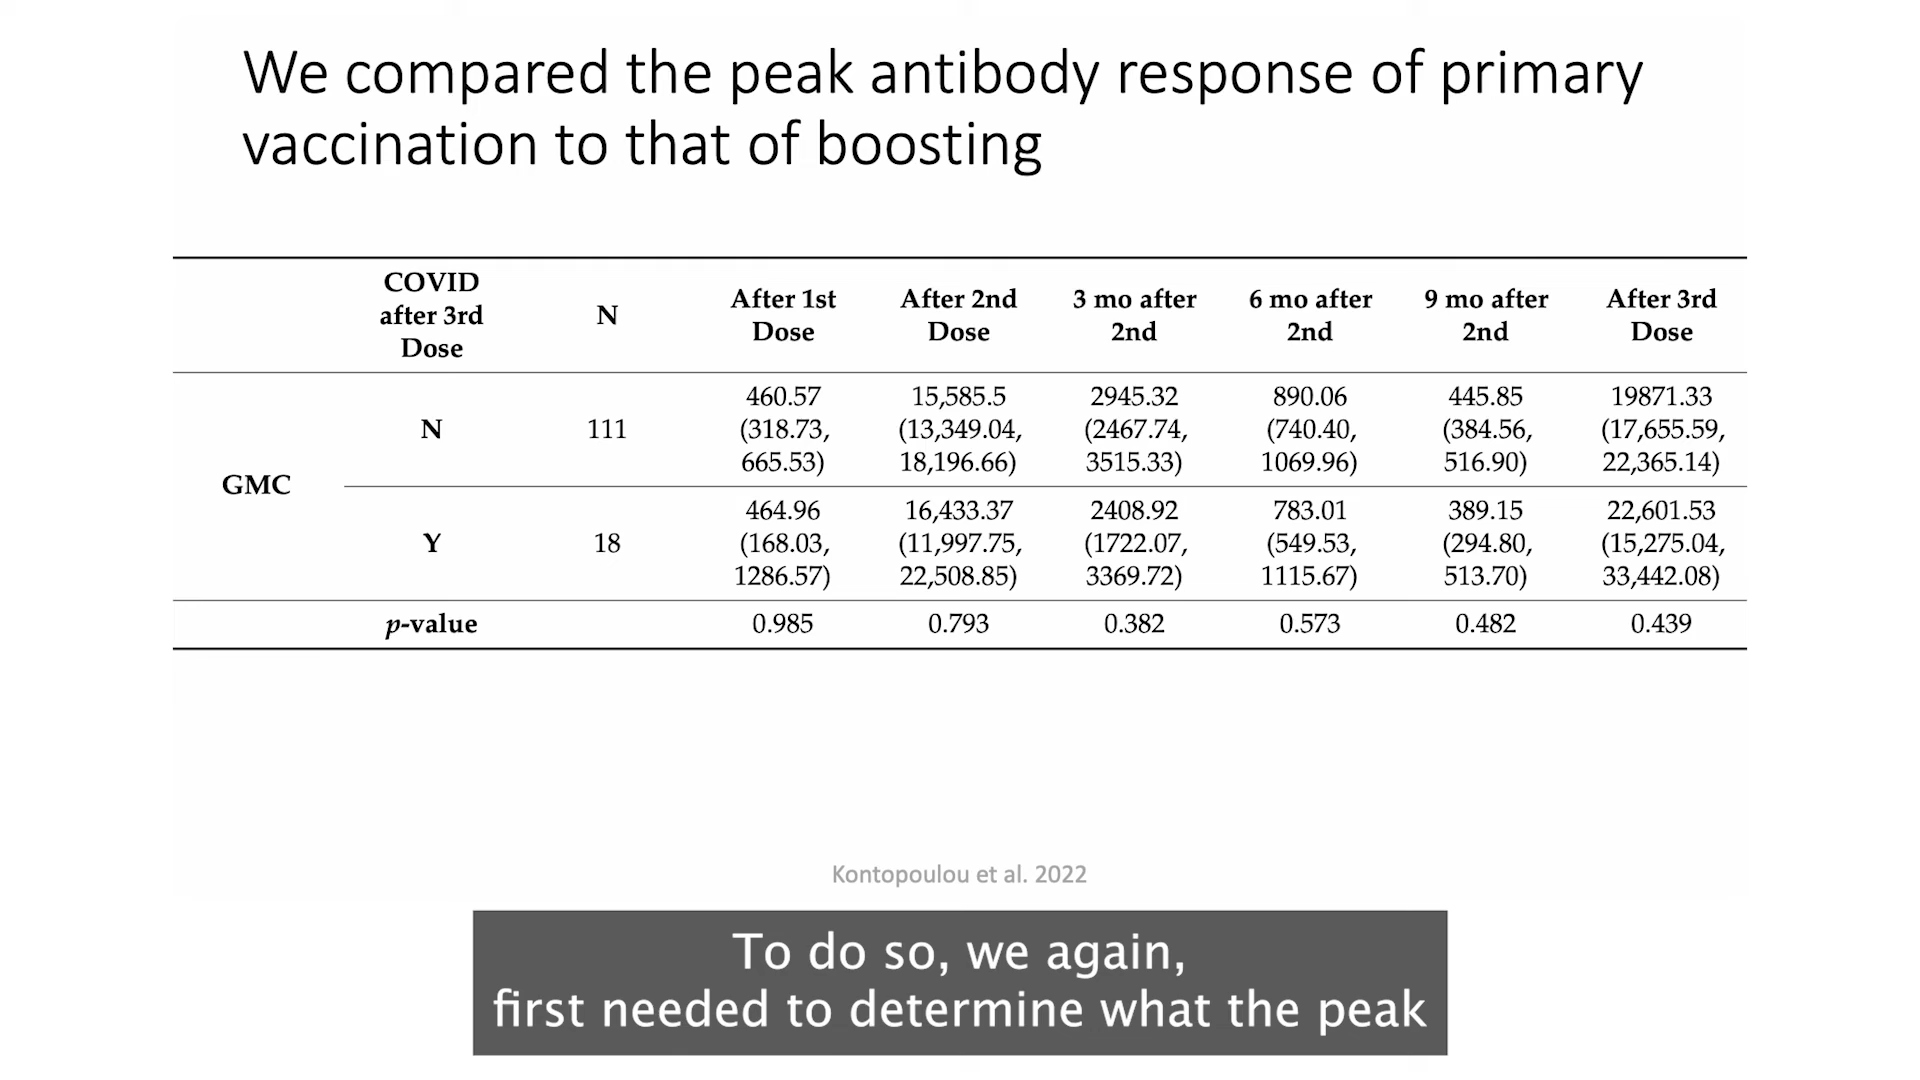 We compared the peak antibody response of primary
vaccination to that of boosting
COVID after 3rd Dose N After 1st Dose After 2nd Dose 3 mo after 2nd 6 mo after 2nd 9 mo after 2nd After 3rd Dose
GMC
N 111 460.57 (318.73, 665.53) 15,585.5 (13,349.04, 18,196.66) 2945.32 (2467.74, 3515.33) 890.06 (740.40, 1069.96) 445.85 (384.56, 516.90) 19871.33 (17,655.59, 22,365.14)
Y 18 464.96 (168.03, 1286.57) 16,433.37 (11,997.75, 22,508.85) 2408.92 (1722.07, 3369.72) 783.01 (549.53, 1115.67) 389.15 (294.80, 513.70) 22,601.53 (15,275.04, 33,442.08)
p-value 0.985 0.793 0.382 0.573 0.482 0.439
Kontopoulou et al. 2022
To do so, we again,
first needed to determine what the peak